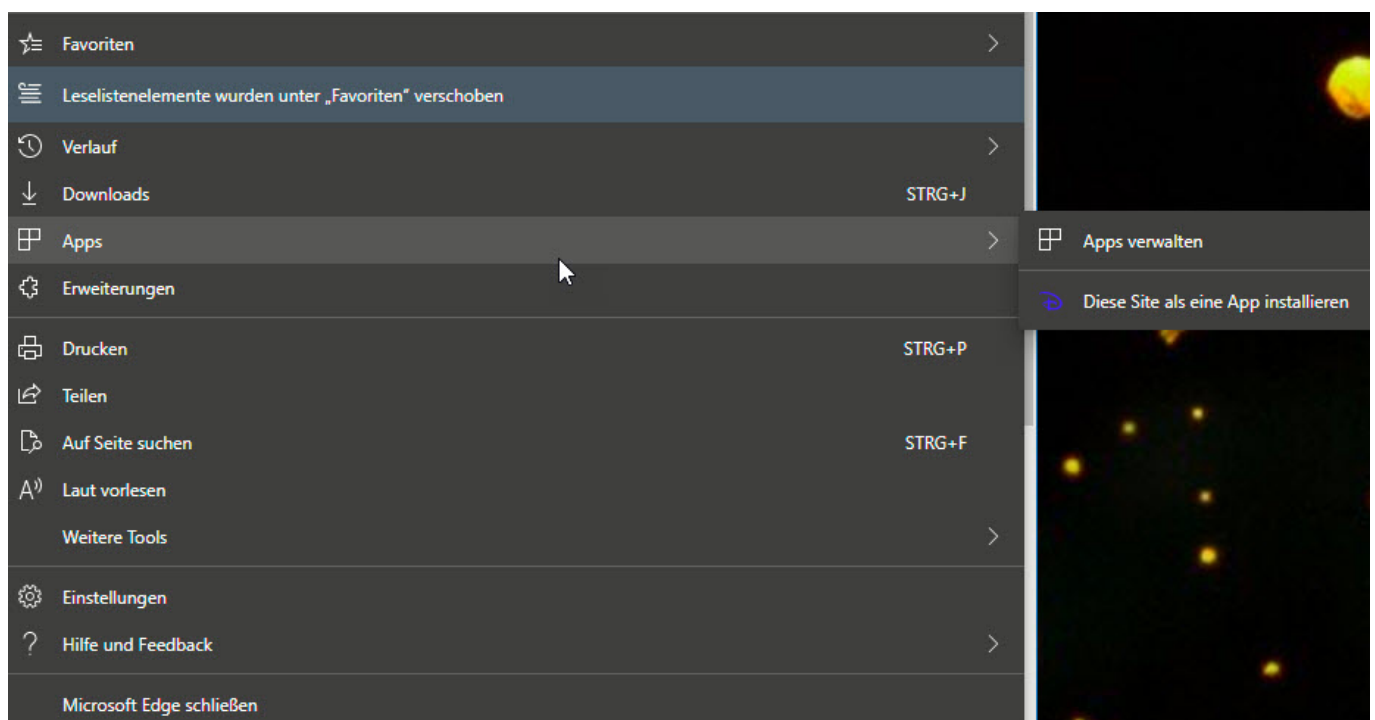 Favoriten
Leselistenelemente wurden unter „Favoriten“ verschoben
Verlauf
Downloads STRG+J
Apps
Apps verwalten
Erweiterungen
Diese Site als eine App installieren
Drucken STRG+P
Teilen
Auf Seite suchen STRG+F
Laut vorlesen
Weitere Tools
Einstellungen
Hilfe und Feedback
Microsoft Edge schließen